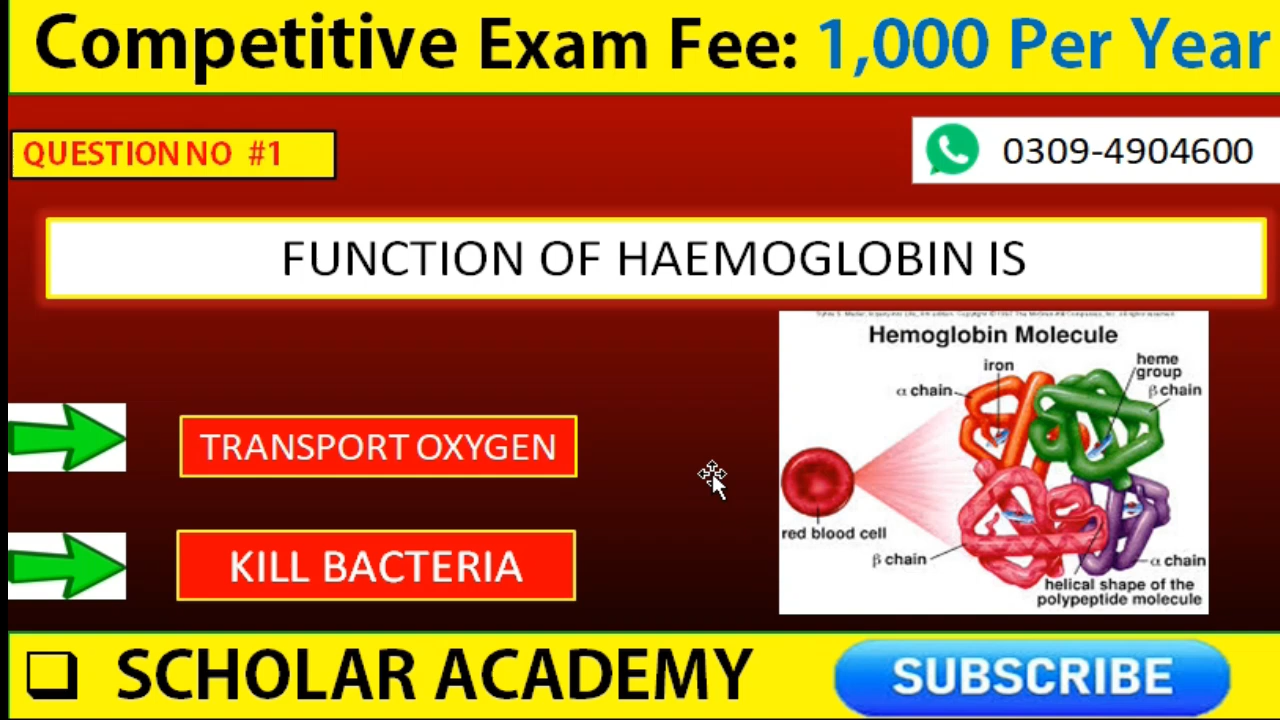 Competitive Exam Fee: 1,000 Per Year
QUESTION NO #1
0309-4904600
FUNCTION OF HAEMOGLOBIN IS
Hemoglobin Molecule
iron
heme
group
α chain
β chain
TRANSPORT OXYGEN
red blood cell
KILL BACTERIA
β chain
α chain
helical shape of the
polypeptide molecule
SCHOLAR ACADEMY
SUBSCRIBE